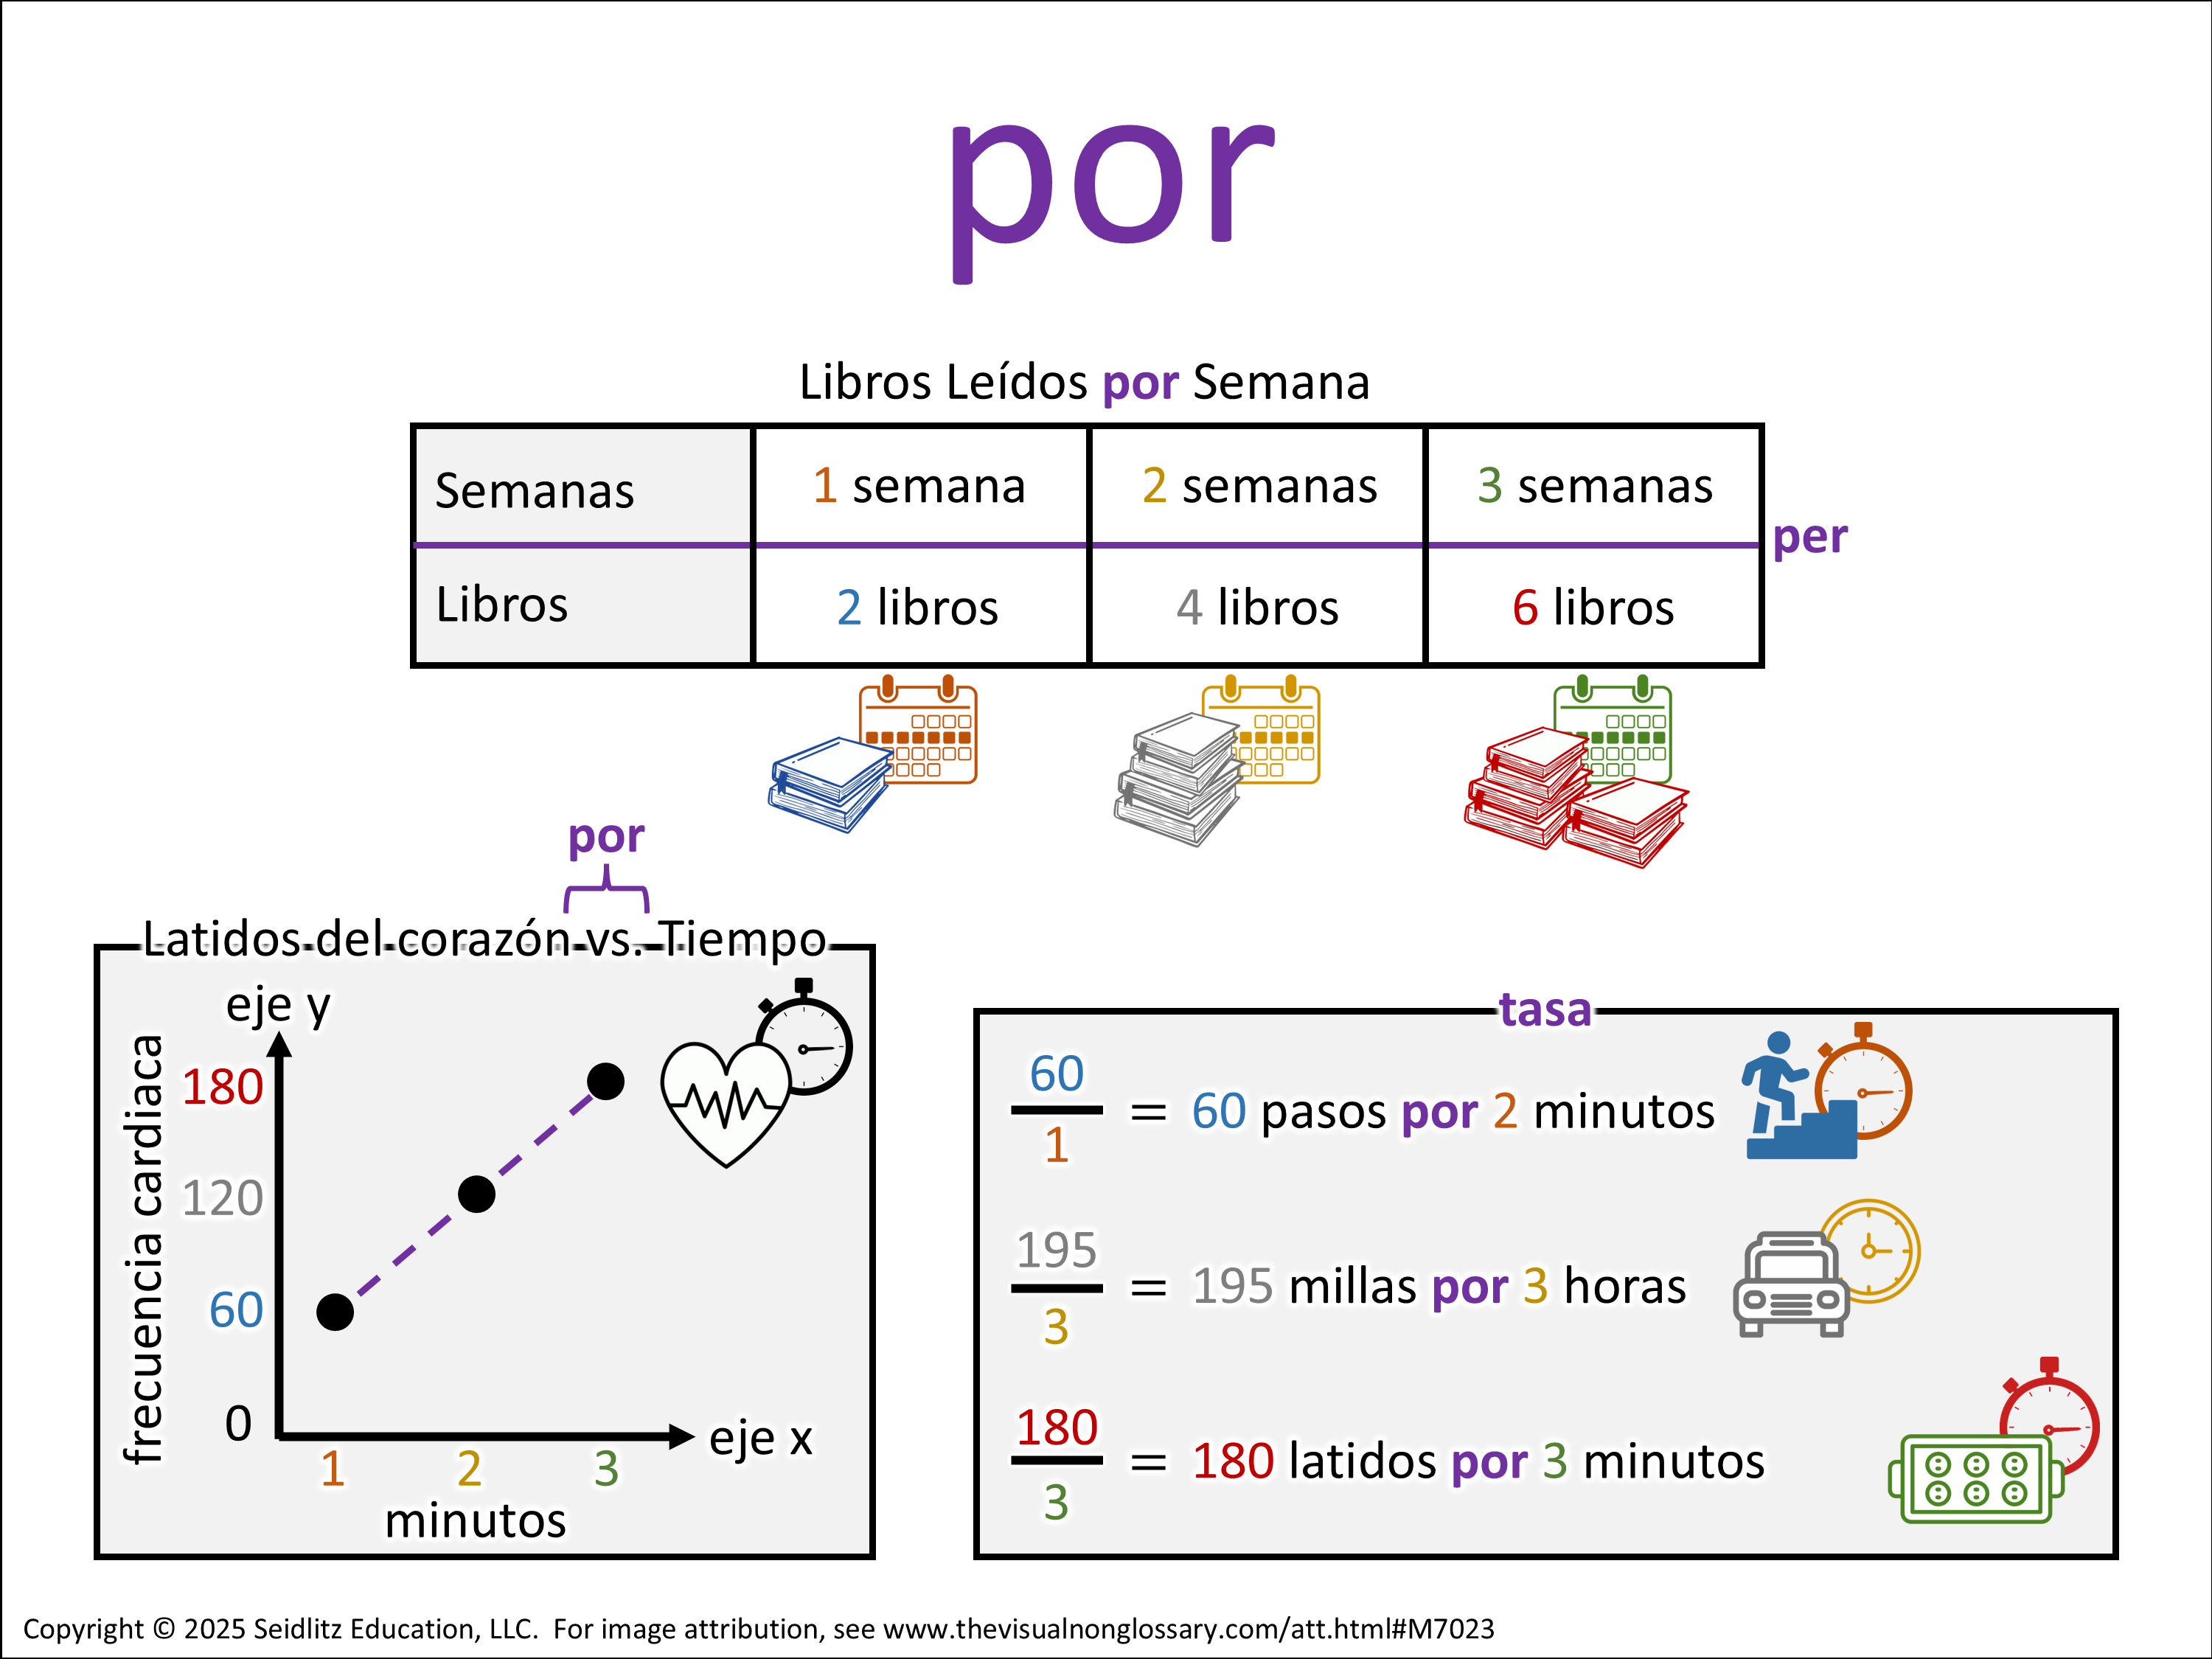 por
Libros Leídos por Semana
Semanas 1 semana 2 semanas 3 semanas
per
Libros 2 libros 4 libros 6 libros
por
Latidos del corazón vs. Tiempo
eje y
frecuencia cardiaca
180
120
60
0
eje x
1 2 3
minutos
tasa
60
1
= 60 pasos por 2 minutos
195
3
= 195 millas por 3 horas
180
3
= 180 latidos por 3 minutos
Copyright © 2025 Seidlitz Education, LLC. For image attribution, see www.thevisualnonglossary.com/att.html#M7023